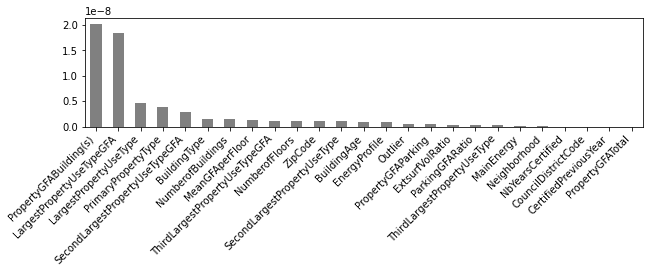 1e−8
2.0
1.5
1.0
0.5
0.0
PropertyGFABuilding(s)
LargestPropertyUseTypeGFA
LargestPropertyUseType
PrimaryPropertyType
SecondLargestPropertyUseTypeGFA
BuildingType
NumberofBuildings
MeanGFAperFloor
ThirdLargestPropertyUseTypeGFA
NumberofFloors
ZipCode
SecondLargestPropertyUseType
BuildingAge
EnergyProfile
Outlier
PropertyGFAParking
ExtsurfVolRatio
ParkingGFARatio
ThirdLargestPropertyUseType
MainEnergy
Neighborhood
NbYearsCertified
CouncilDistrictCode
CertifiedPreviousYear
PropertyGFATotal